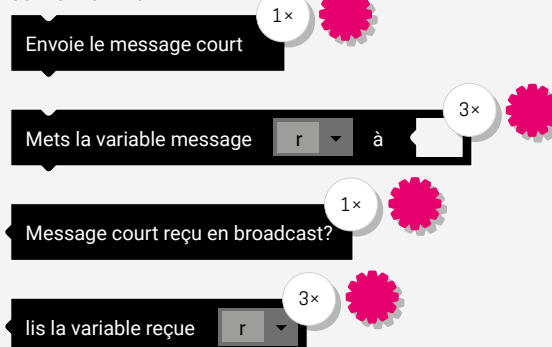 1×
Envoie le message court
3×
Mets la variable message r à
1×
Message court reçu en broadcast?
3×
lis la variable reçue r